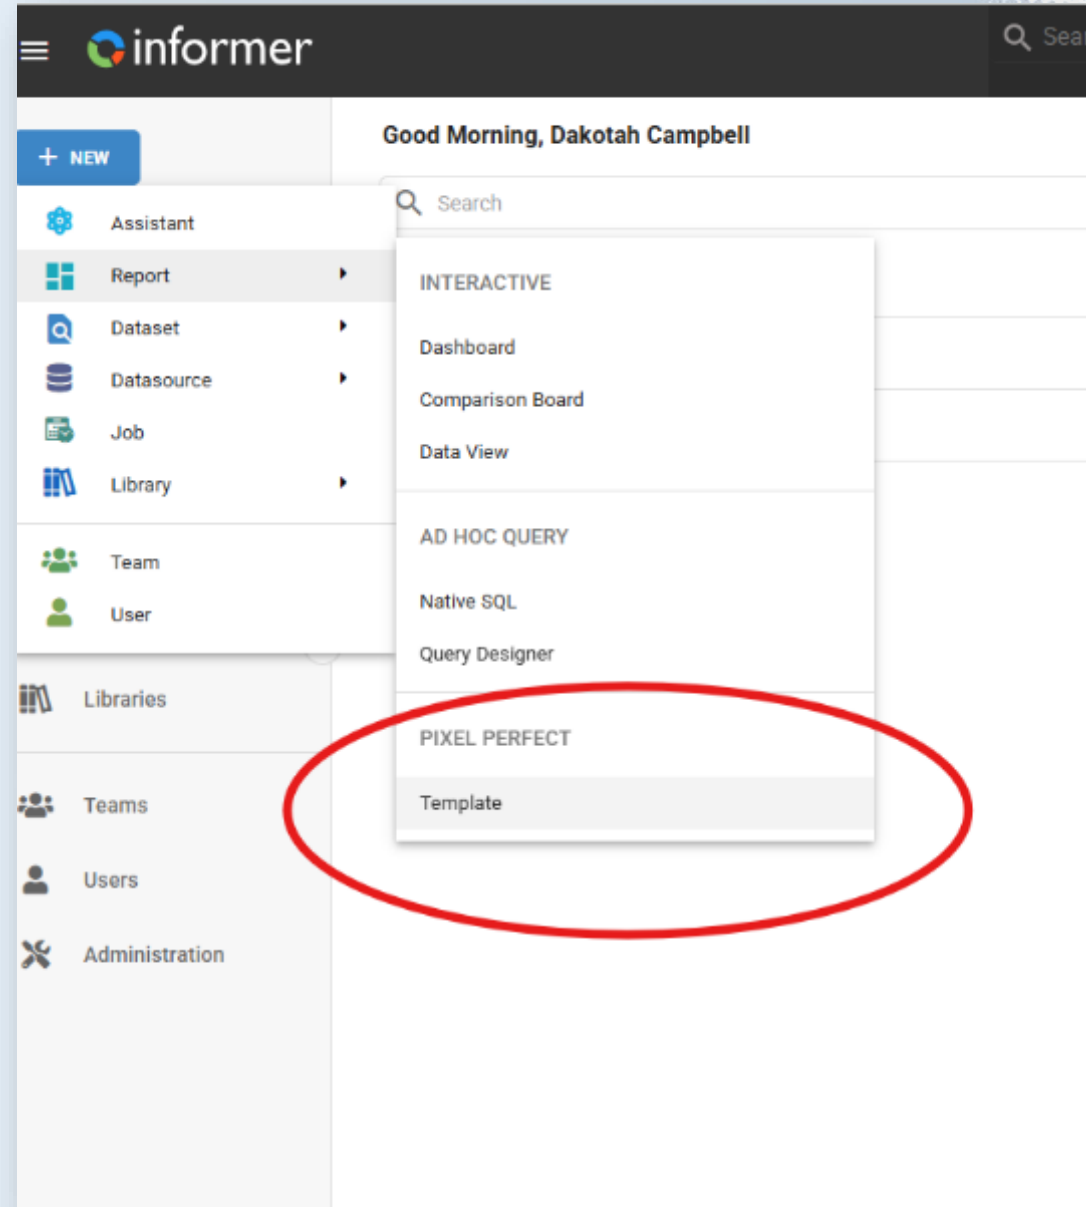 informer
Sear
+ NEW
Good Morning, Dakotah Campbell
Search
Assistant
Report
Dataset
Datasource
Job
Library
Team
User
INTERACTIVE
Dashboard
Comparison Board
Data View
AD HOC QUERY
Native SQL
Query Designer
PIXEL PERFECT
Template
Libraries
Teams
Users
Administration